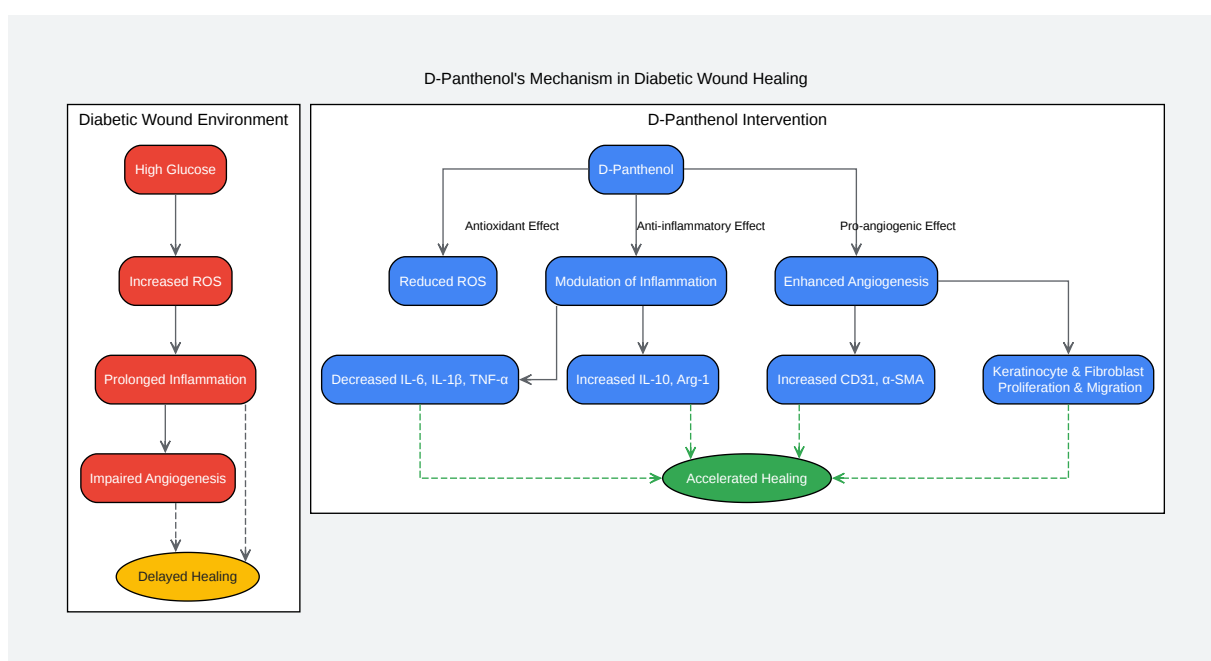 D-Panthenol's Mechanism in Diabetic Wound Healing
Diabetic Wound Environment
High Glucose
Increased ROS
Prolonged Inflammation
Impaired Angiogenesis
Delayed Healing
D-Panthenol Intervention
D-Panthenol
Antioxidant Effect
Anti-inflammatory Effect
Pro-angiogenic Effect
Reduced ROS
Modulation of Inflammation
Enhanced Angiogenesis
Decreased IL-6, IL-1β, TNF-α
Increased IL-10, Arg-1
Increased CD31, α-SMA
Keratinocyte & Fibroblast
Proliferation & Migration
Accelerated Healing